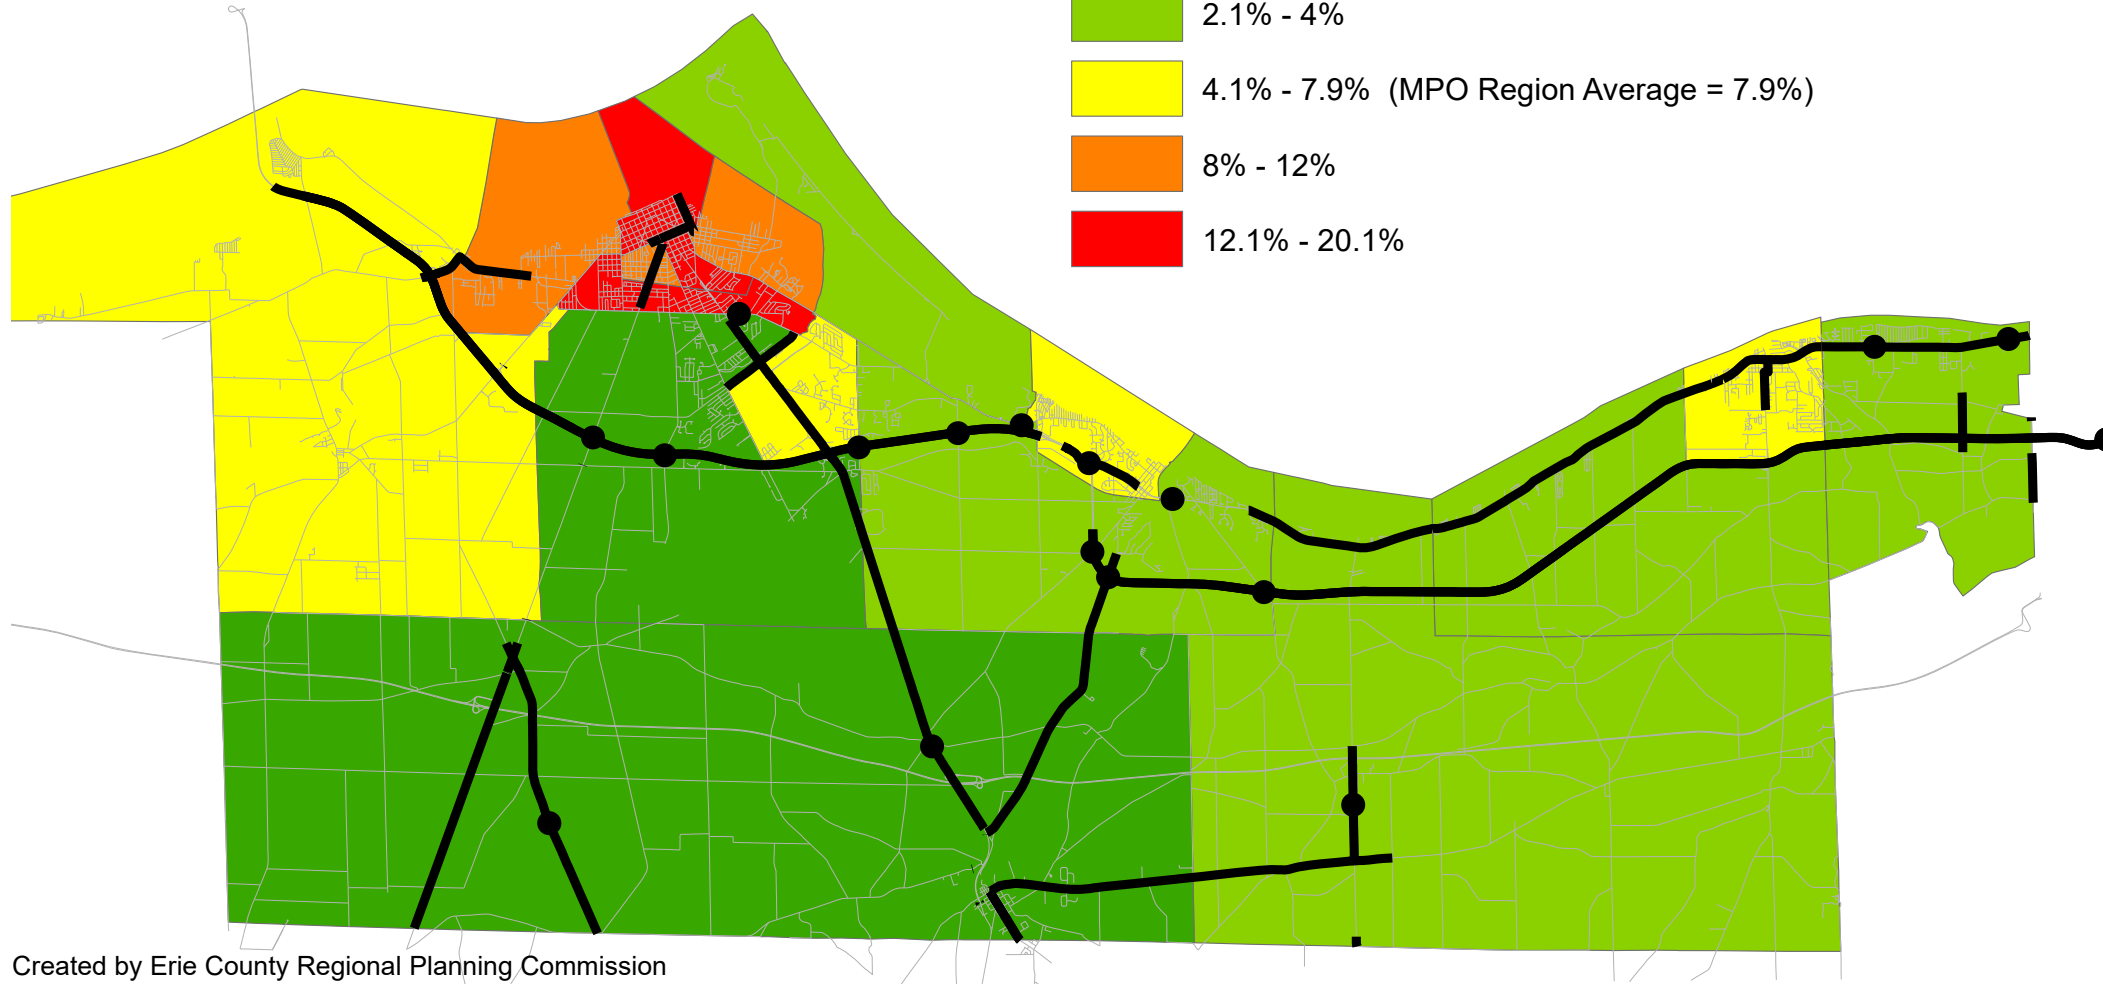 2.1% - 4%
4.1% - 7.9%  (MPO Region Average = 7.9%)
8% - 12%
12.1% - 20.1%
Created by Erie County Regional Planning Commission